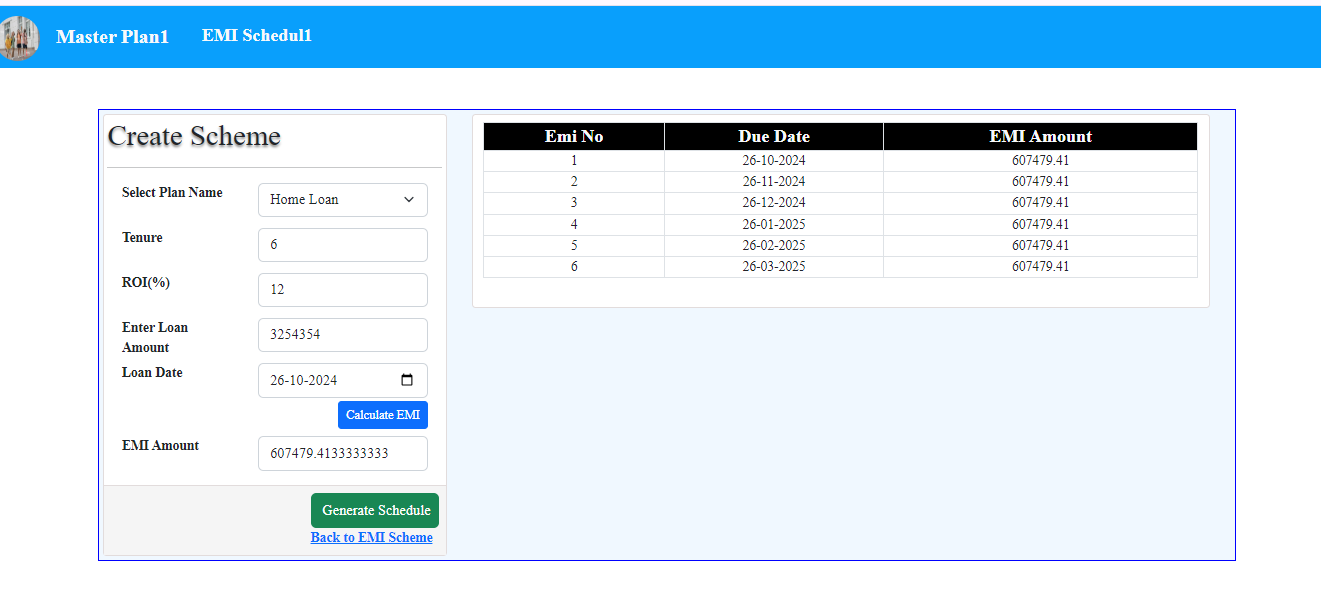 Master Plan1 EMI Schedul1
Create Scheme
Select Plan Name Home Loan
Tenure 6
ROI(%) 12
Enter Loan
Amount 3254354
Loan Date 26-10-2024
Calculate EMI
EMI Amount 607479.4133333333
Generate Schedule
Back to EMI Scheme
Emi No Due Date EMI Amount
1 26-10-2024 607479.41
2 26-11-2024 607479.41
3 26-12-2024 607479.41
4 26-01-2025 607479.41
5 26-02-2025 607479.41
6 26-03-2025 607479.41